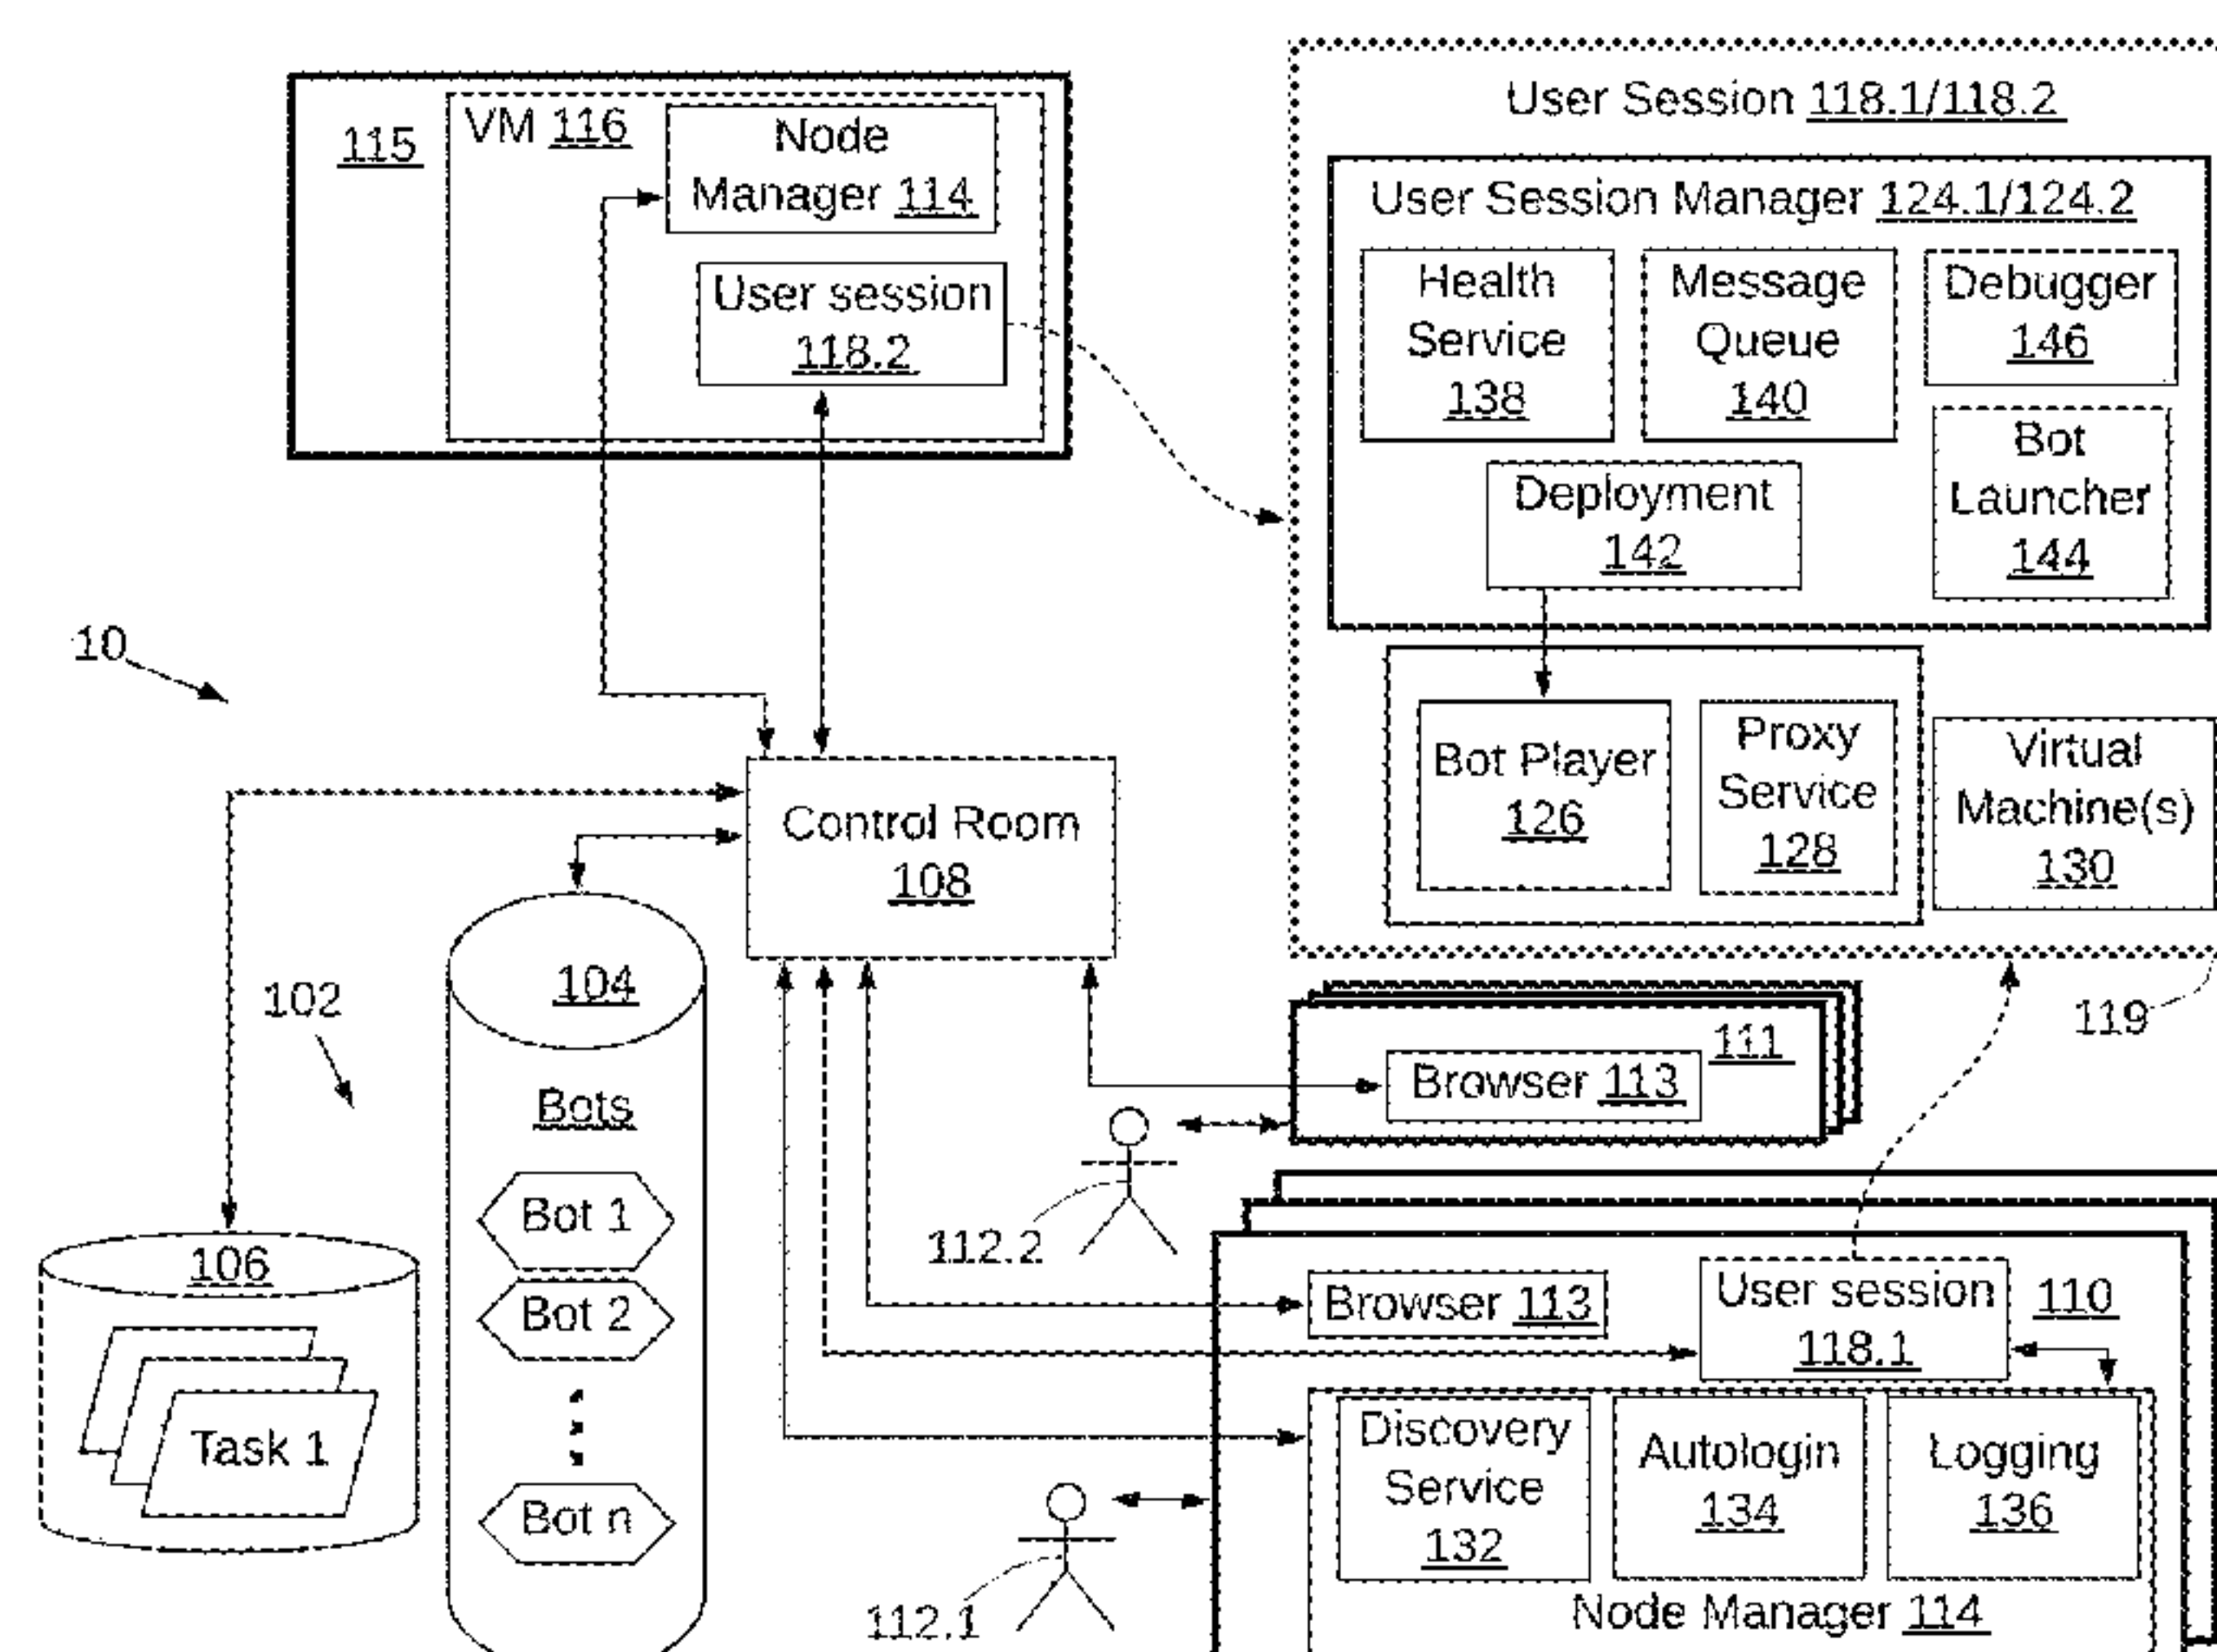 115
VM 116
Node
Manager 114
User session
118.2
User Session 118.1/118.2
User Session Manager 124.1/124.2
Health
Service
138
Message
Queue
140
Debugger
146
Deployment
142
Bot
Launcher
144
Bot Player
126
Proxy
Service
128
Virtual
Machine(s)
130
119
10
Control Room
108
102
104
Bots
Bot 1
Bot 2
Bot n
106
Task 1
111
Browser 113
112.2
Browser 113
User session
118.1
110
Discovery
Service
132
Autologin
134
Logging
136
Node Manager 114
112.1